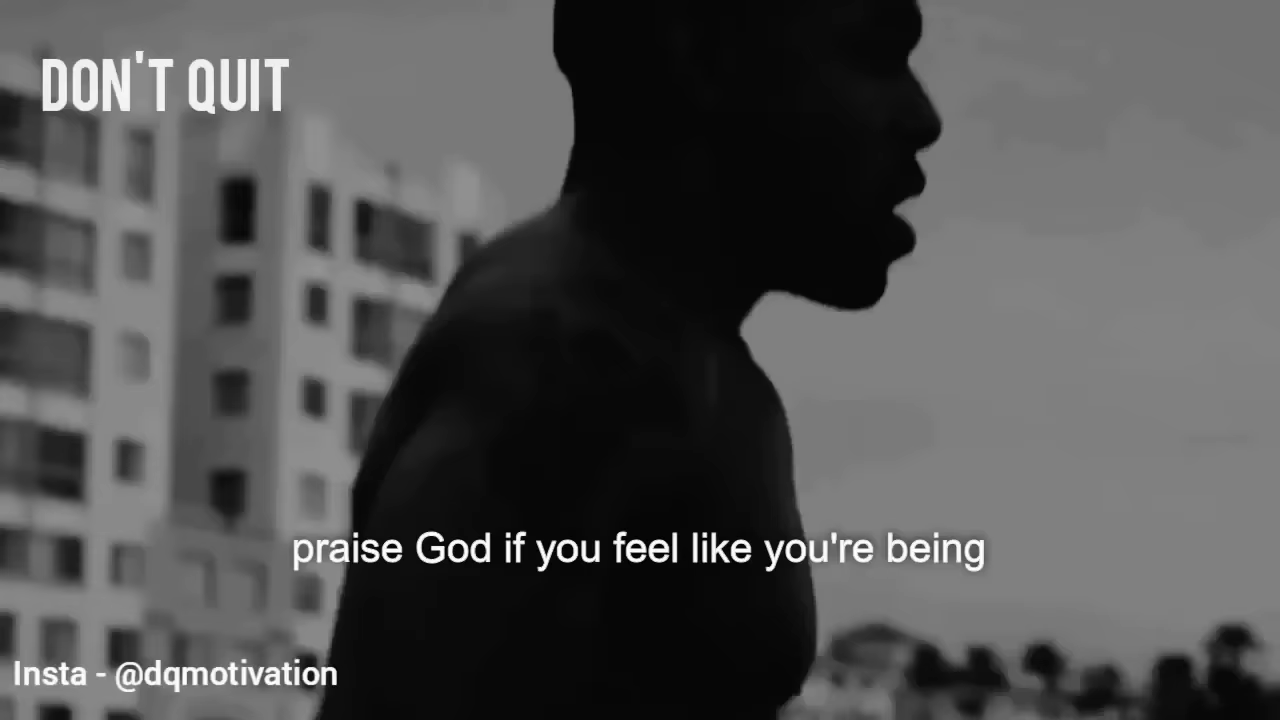 DON'T QUIT
praise God if you feel like you're being
Insta - @dqmotivation